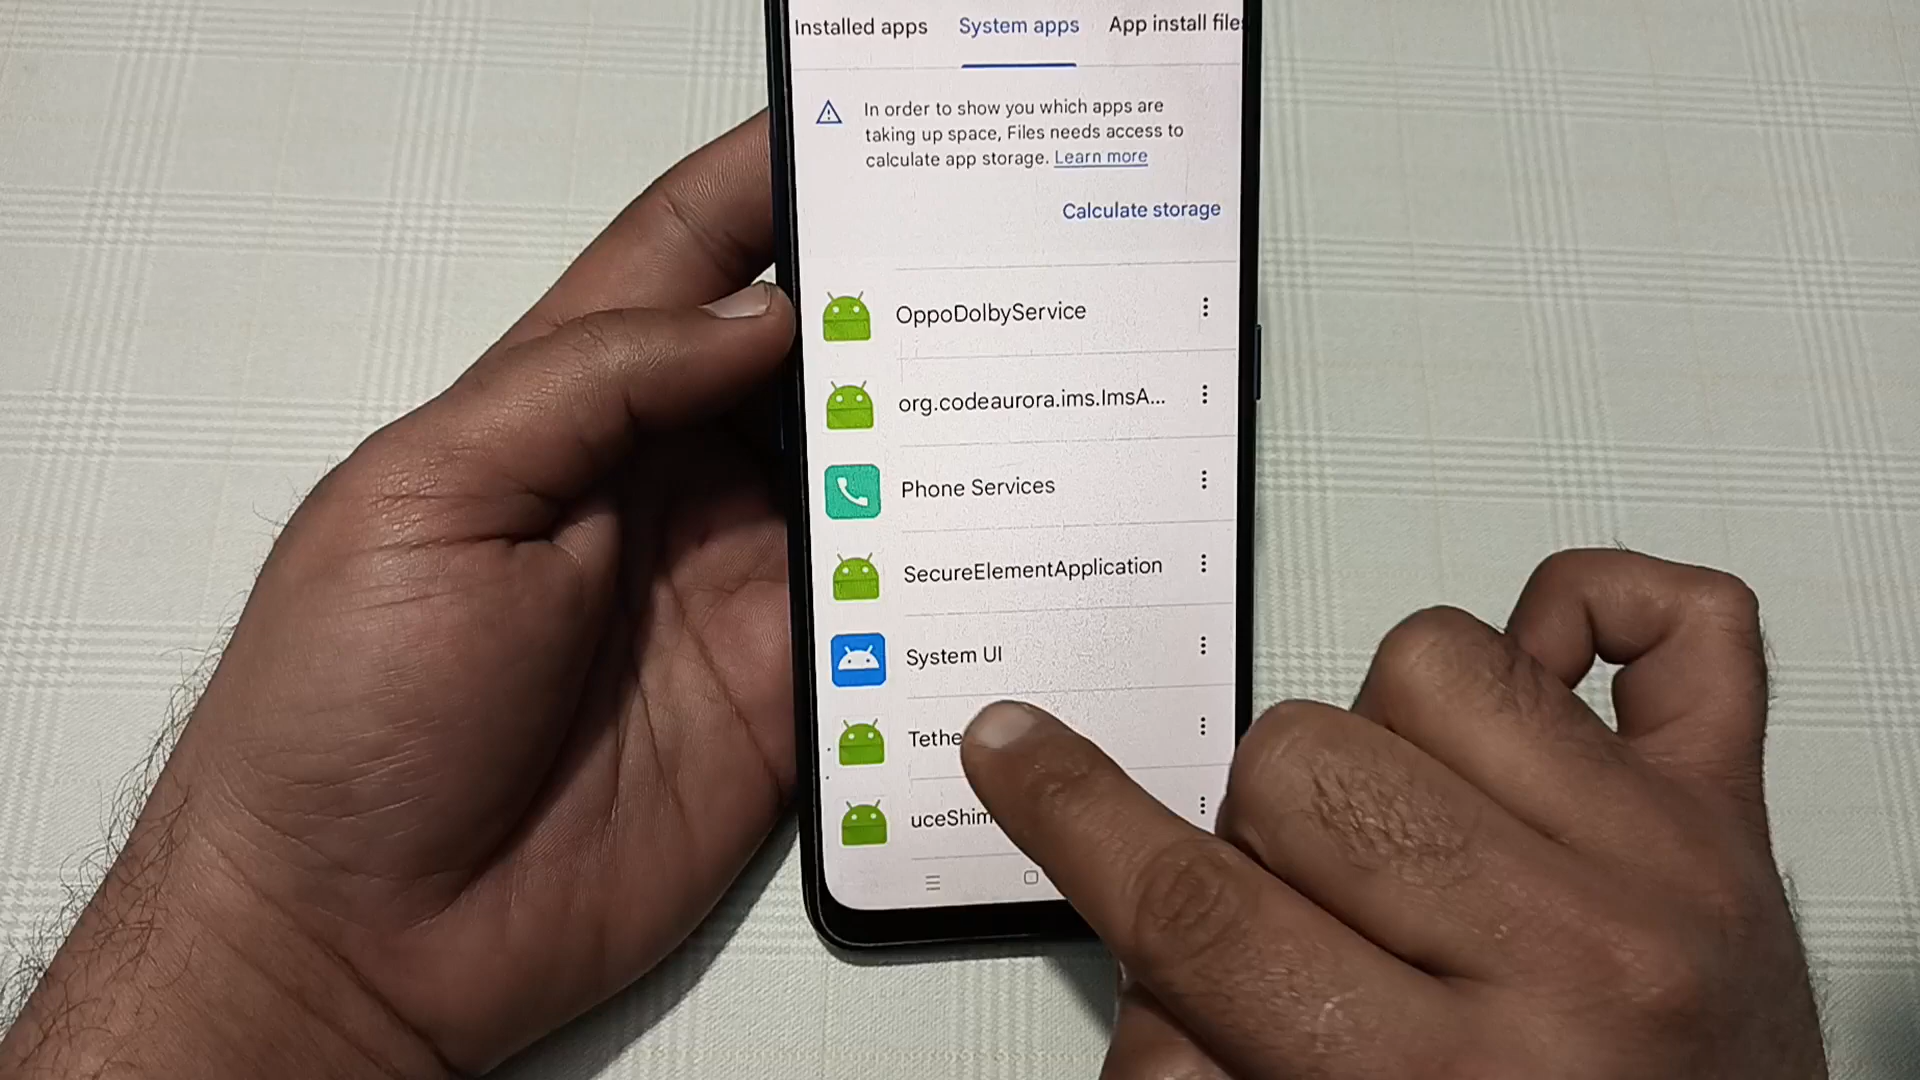 Installed apps
System apps
App install files
In order to show you which apps are
taking up space, Files needs access to
calculate app storage. Learn more
Calculate storage
OppoDolbyService
org.codeaurora.ims.ImsA...
Phone Services
SecureElementApplication
System UI
Tethe
uceShim